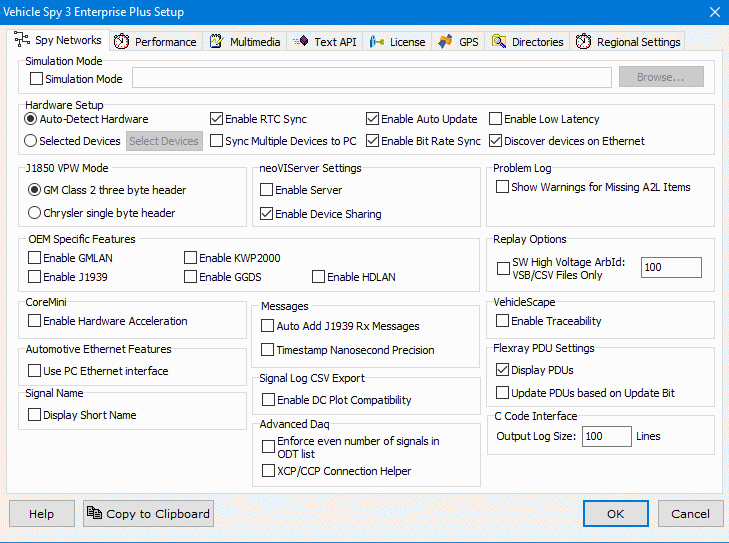 Vehicle Spy 3 Enterprise Plus Setup
Spy Networks
Performance
Multimedia
Text API
License
GPS
Directories
Regional Settings
Simulation Mode
Simulation Mode
Browse...
Hardware Setup
Auto-Detect Hardware
Enable RTC Sync
Enable Auto Update
Enable Low Latency
Selected Devices
Select Devices
Sync Multiple Devices to PC
Enable Bit Rate Sync
Discover devices on Ethernet
J1850 VPW Mode
GM Class 2 three byte header
Chrysler single byte header
neoVIServer Settings
Enable Server
Enable Device Sharing
Problem Log
Show Warnings for Missing A2L Items
OEM Specific Features
Enable GMLAN
Enable KWP2000
Enable J1939
Enable GGDS
Enable HDLAN
Replay Options
SW High Voltage ArbId:
VSB/CSV Files Only
100
CoreMini
Enable Hardware Acceleration
Messages
Auto Add J1939 Rx Messages
Timestamp Nanosecond Precision
VehicleScape
Enable Traceability
Automotive Ethernet Features
Use PC Ethernet interface
Signal Log CSV Export
Enable DC Plot Compatibility
Flexray PDU Settings
Display PDUs
Update PDUs based on Update Bit
Signal Name
Display Short Name
Advanced Daq
Enforce even number of signals in
ODT list
XCP/CCP Connection Helper
C Code Interface
Output Log Size:
100
Lines
Help
Copy to Clipboard
OK
Cancel